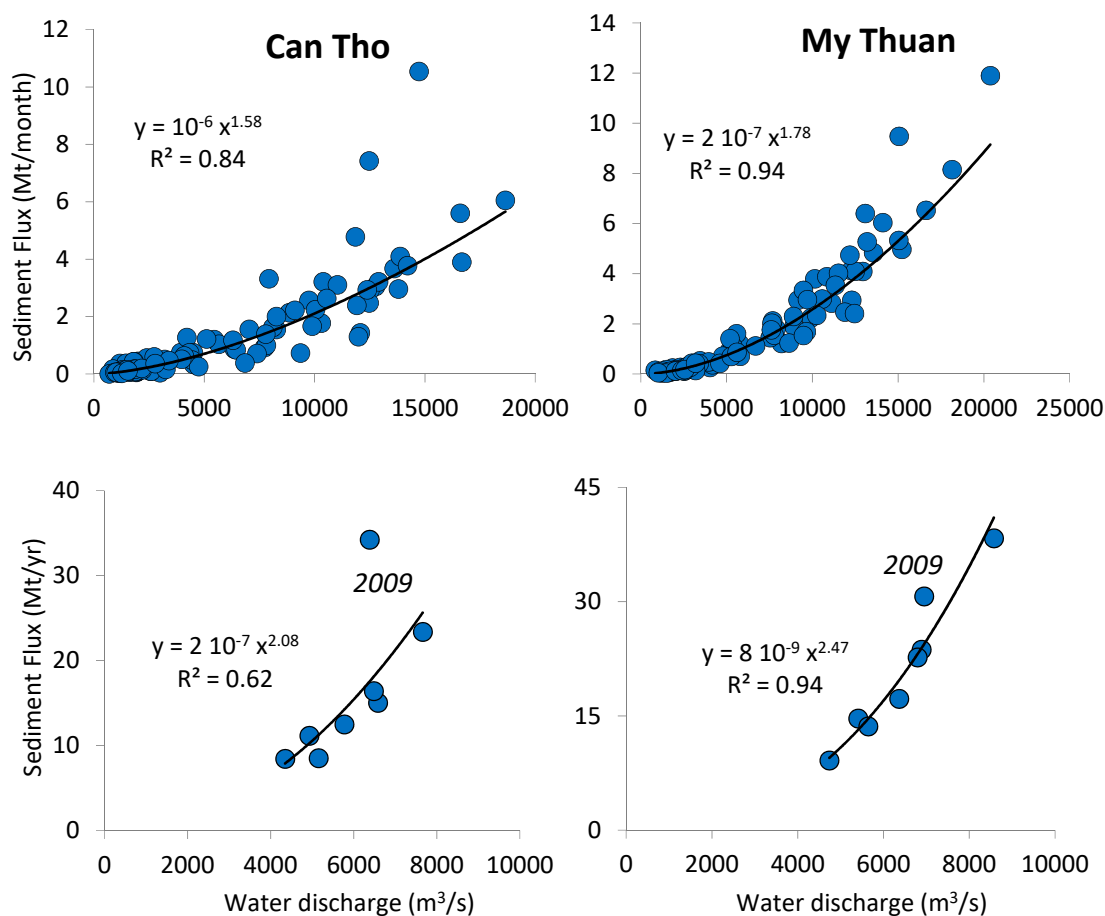 Can Tho
My Thuan
Sediment Flux (Mt/month)
12
10
8
6
4
2
0
y = 10⁻⁶ x¹·⁵⁸
R² = 0.84
0 5000 10000 15000 20000
14
12
10
8
6
4
2
0
y = 2 10⁻⁷ x¹·⁷⁸
R² = 0.94
0 5000 10000 15000 20000 25000
Sediment Flux (Mt/yr)
40
30
20
10
0
2009
y = 2 10⁻⁷ x²·⁰⁸
R² = 0.62
0 2000 4000 6000 8000 10000
Water discharge (m³/s)
45
30
15
0
2009
y = 8 10⁻⁹ x²·⁴⁷
R² = 0.94
0 2000 4000 6000 8000 10000
Water discharge (m³/s)